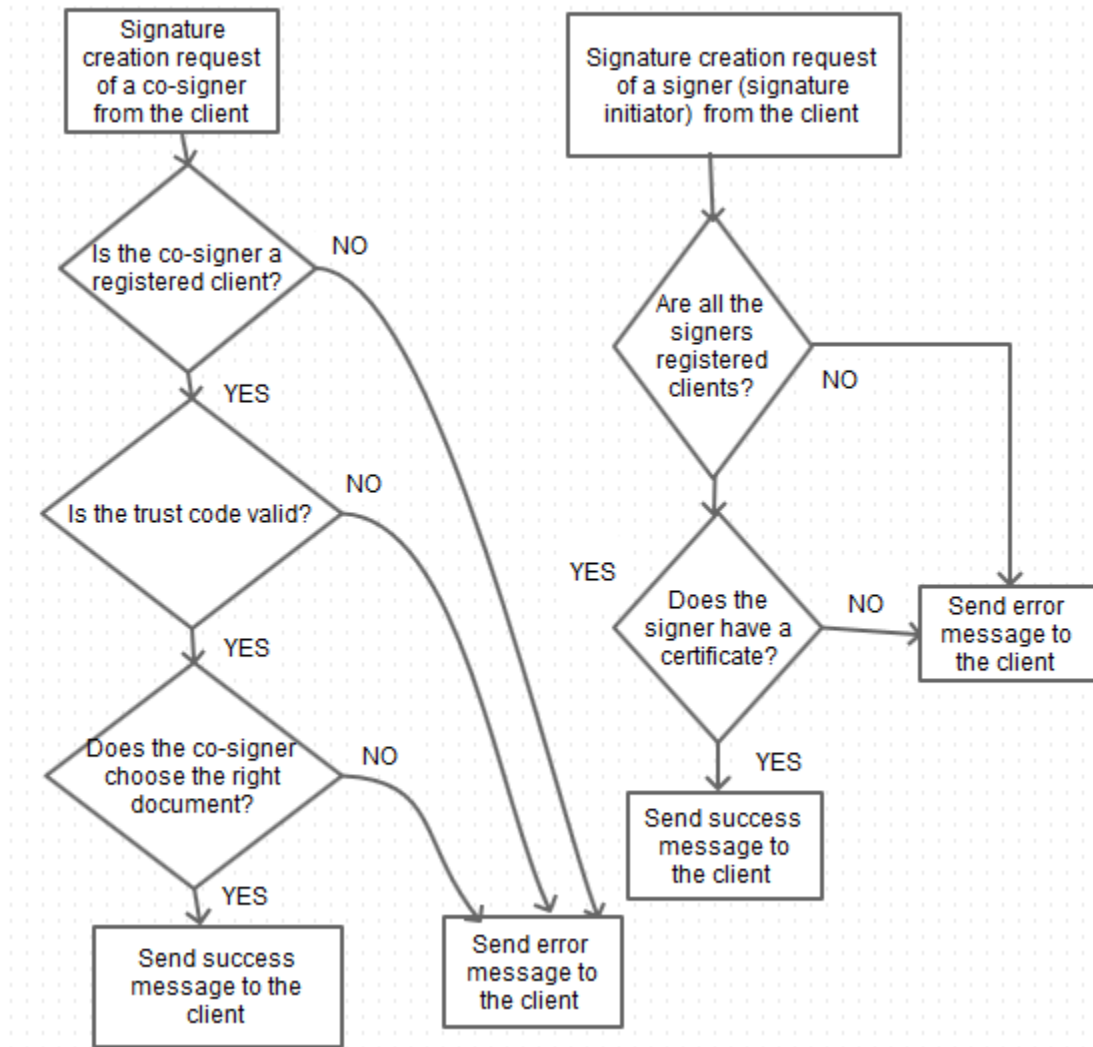 Signature
creation request
of a co-signer
from the client
Is the co-signer a
registered client?
NO
YES
Is the trust code valid?
NO
YES
Does the co-signer
choose the right
document?
NO
YES
Send success
message to the
client
Send error
message to
the client
Signature creation request
of a signer (signature
initiator) from the client
Are all the
signers
registered
clients?
NO
YES
Does the
signer have a
certificate?
NO
Send error
message to
the client
YES
Send success
message to
the client